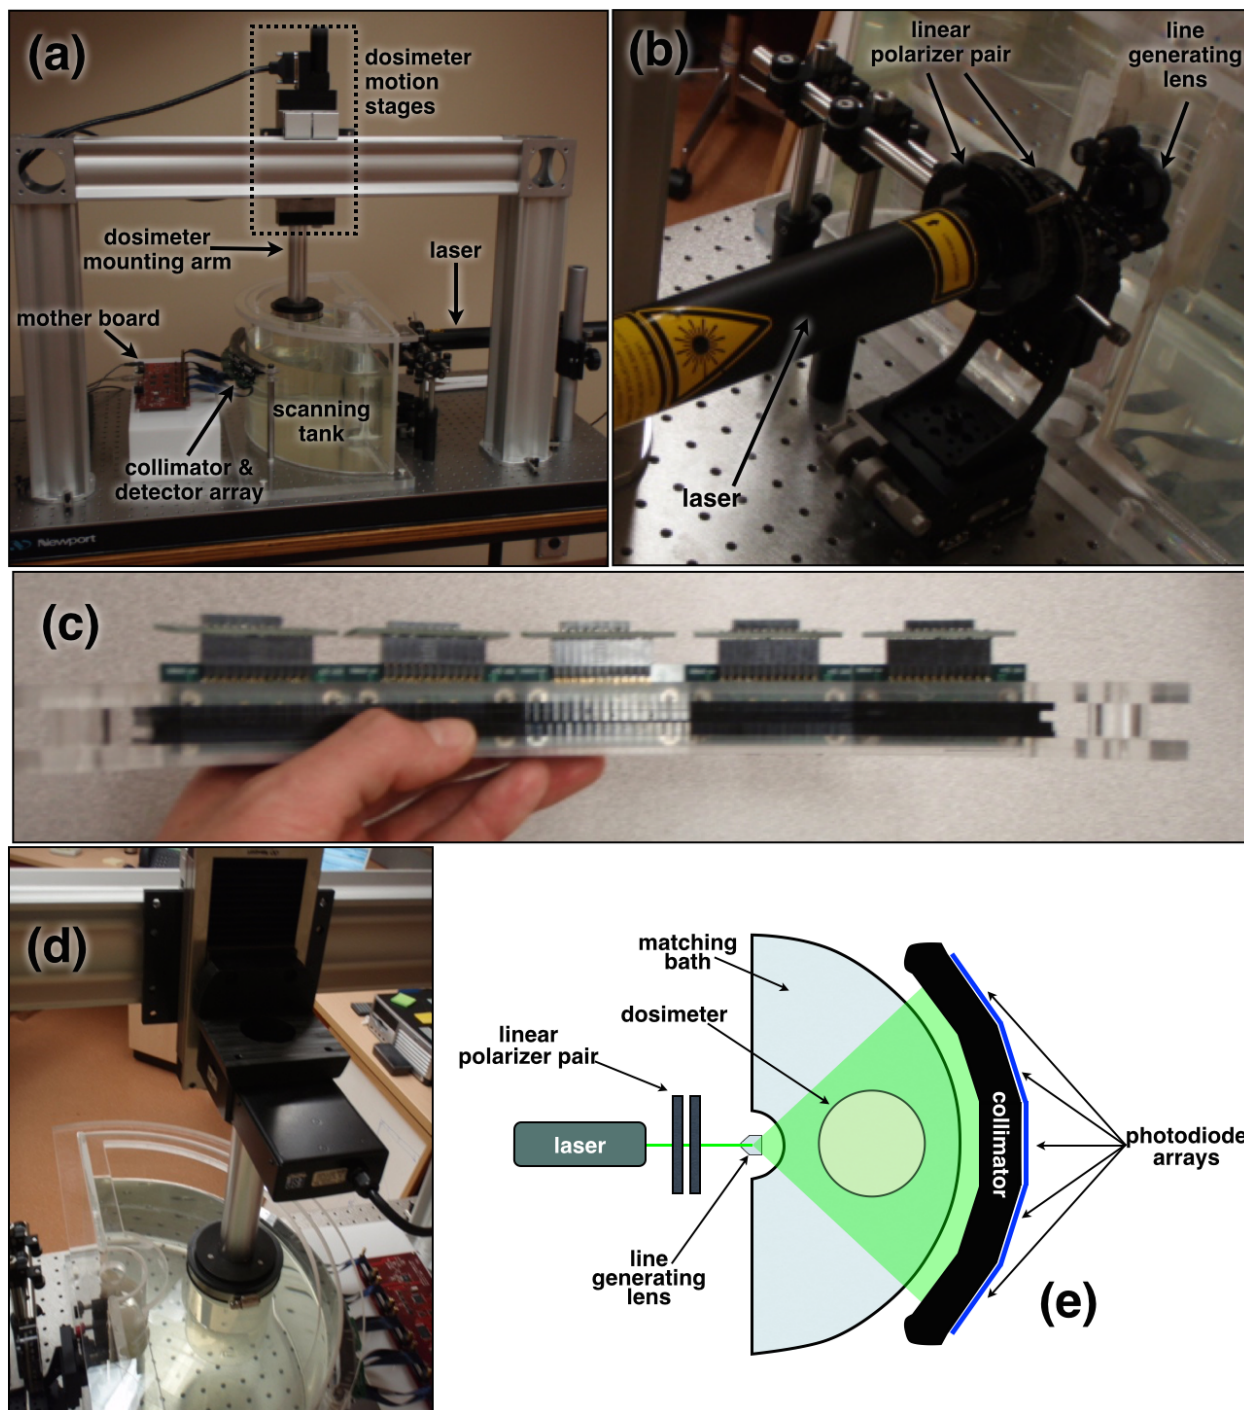 (a)
dosimeter
motion
stages
dosimeter
mounting arm
laser
mother board
scanning
tank
collimator &
detector array
Newport
(b)
linear
polarizer pair
line
generating
lens
laser
(c)
(d)
matching
bath
dosimeter
linear
polarizer pair
laser
line
generating
lens
collimator
photodiode
arrays
(e)